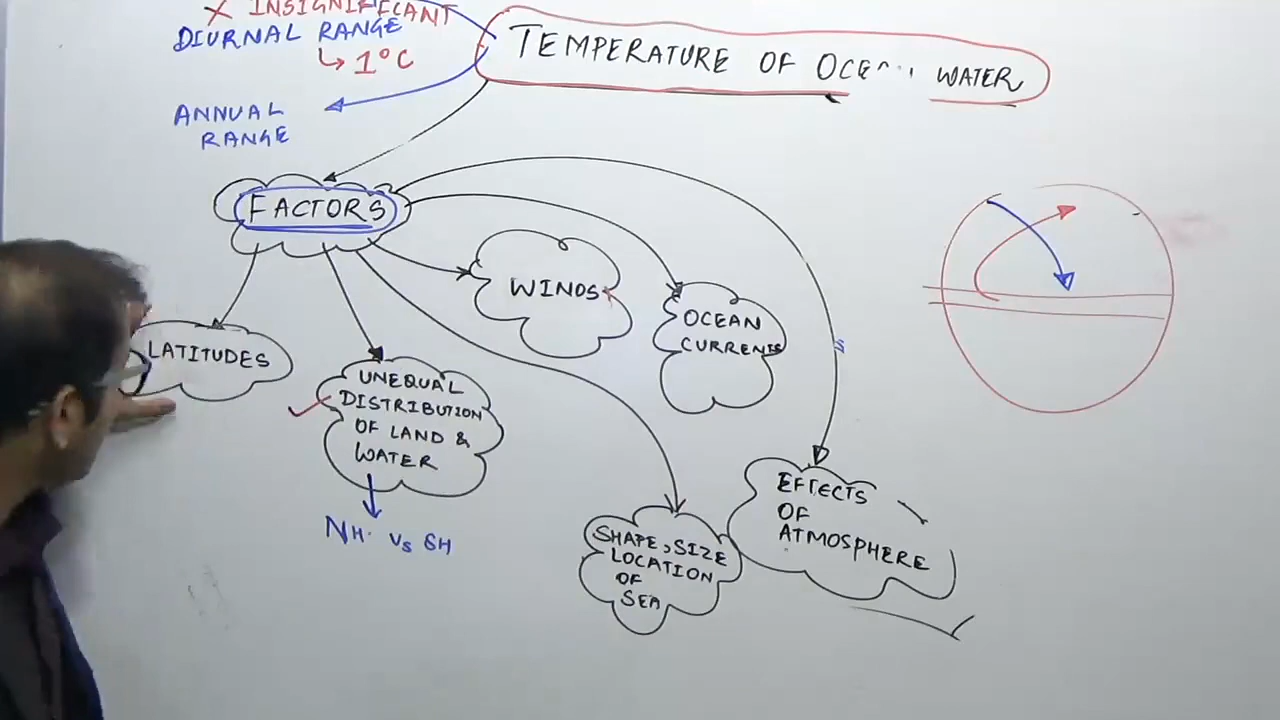 X INSIGNIFICANT
DIURNAL RANGE
↳ 1°C
ANNUAL
RANGE
TEMPERATURE OF WATER
FACTORS
LATITUDES
UNEQUAL
DISTRIBUTION
OF LAND &
WATER
NH. Vs SH
WINDS
OCEAN
CURRENTS
SHAPE, SIZE
LOCATION
OF
SEA
EFFECTS
OF
ATMOSPHERE